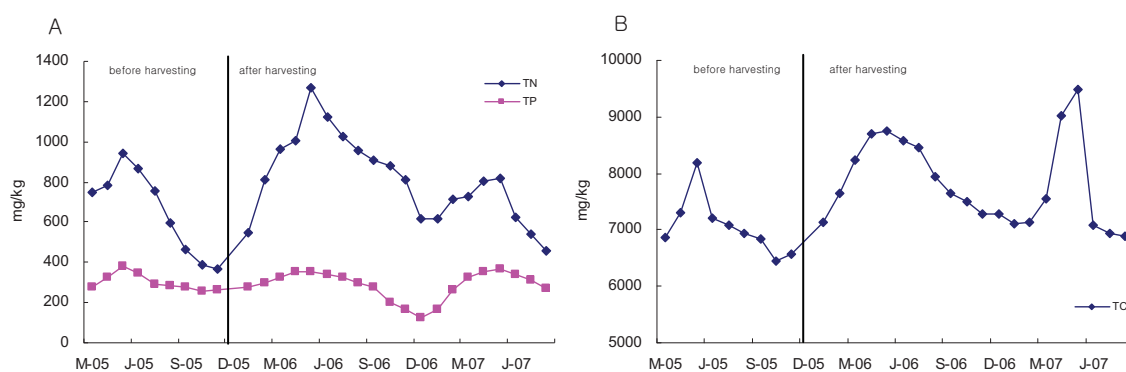 A
1400
1200
1000
800
600
400
200
0
mg/kg
before harvesting
after harvesting
TN
TP
M-05 J-05 S-05 D-05 M-06 J-06 S-06 D-06 M-07 J-07
B
10000
9000
8000
7000
6000
5000
mg/kg
before harvesting
after harvesting
M-05 J-05 S-05 D-05 M-06 J-06 S-06 D-06 M-07 J-07